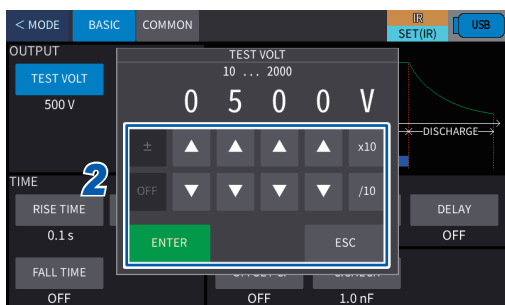 < MODE BASIC COMMON IR SET(IR) USB
OUTPUT
TEST VOLT
500 V
TEST VOLT
10 ... 2000
0 5 0 0 V
± x10
OFF /10
ENTER ESC
DISCHARGE
2
TIME
RISE TIME
0.1 s
DELAY
OFF
FALL TIME
OFF
OFF
1.0 nF